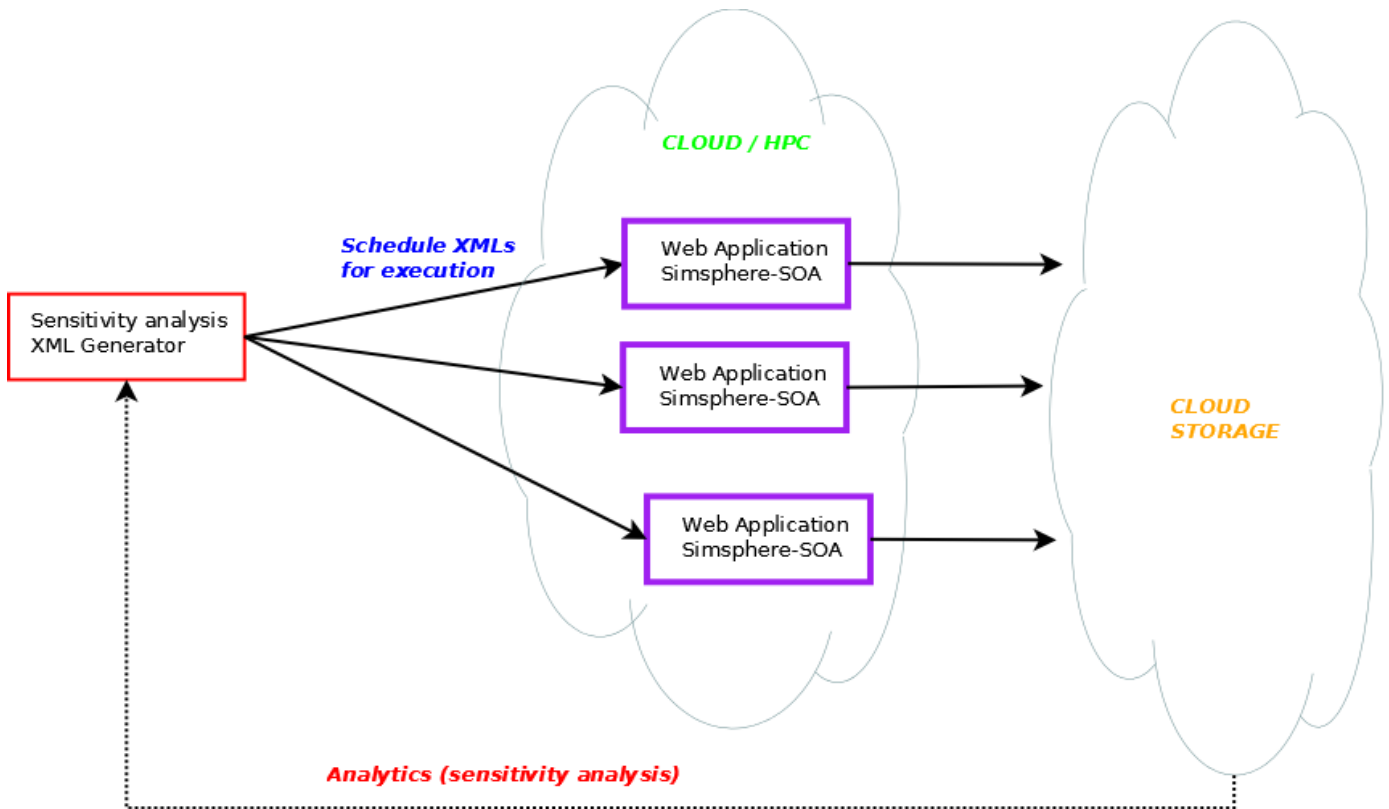 CLOUD / HPC
Schedule XMLs
for execution
Web Application
Simsphere-SOA
Sensitivity analysis
XML Generator
Web Application
Simsphere-SOA
CLOUD
STORAGE
Web Application
Simsphere-SOA
Analytics (sensitivity analysis)